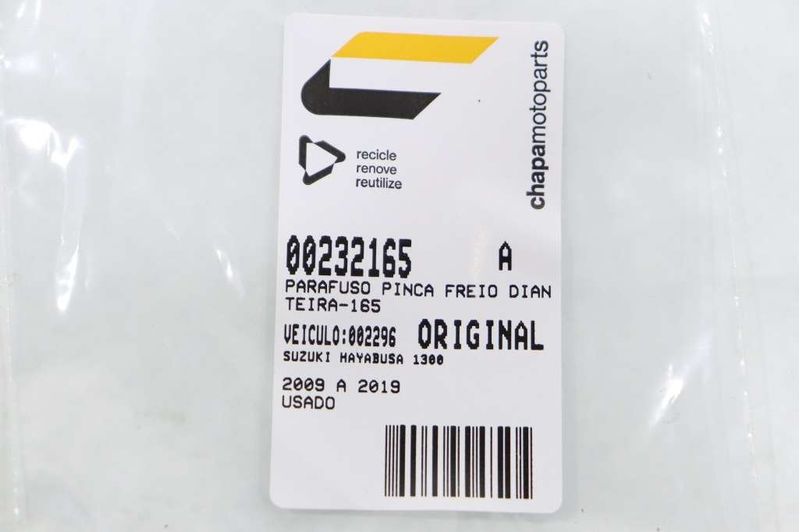 chapamotoparts
recicle
renove
reutilize
00232165 A
PARAFUSO PINCA FREIO DIAN
TEIRA-165
VEICULO:002296 ORIGINAL
SUZUKI HAYABUSA 1300
2009 A 2019
USADO